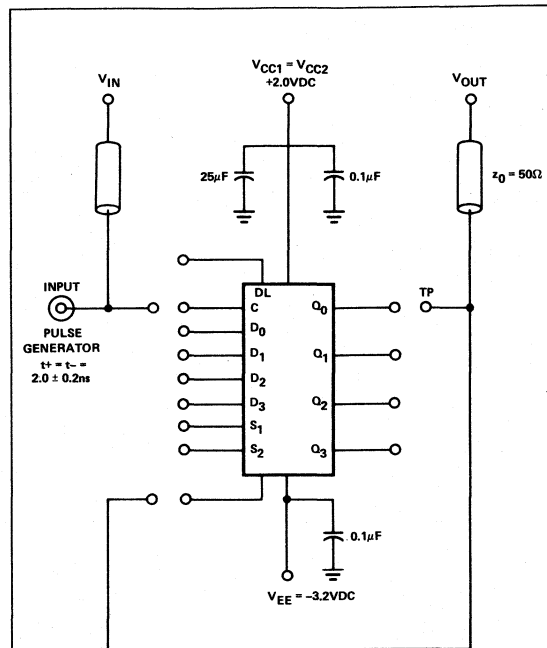 V_IN
V_CC1 = V_CC2
+2.0VDC
V_OUT
25μF
0.1μF
z_0 = 50Ω
INPUT
PULSE
GENERATOR
t+ = t– =
2.0 ± 0.2ns
DL
C
D_0
D_1
D_2
D_3
S_1
S_2
Q_0
Q_1
Q_2
Q_3
TP
0.1μF
V_EE = –3.2VDC